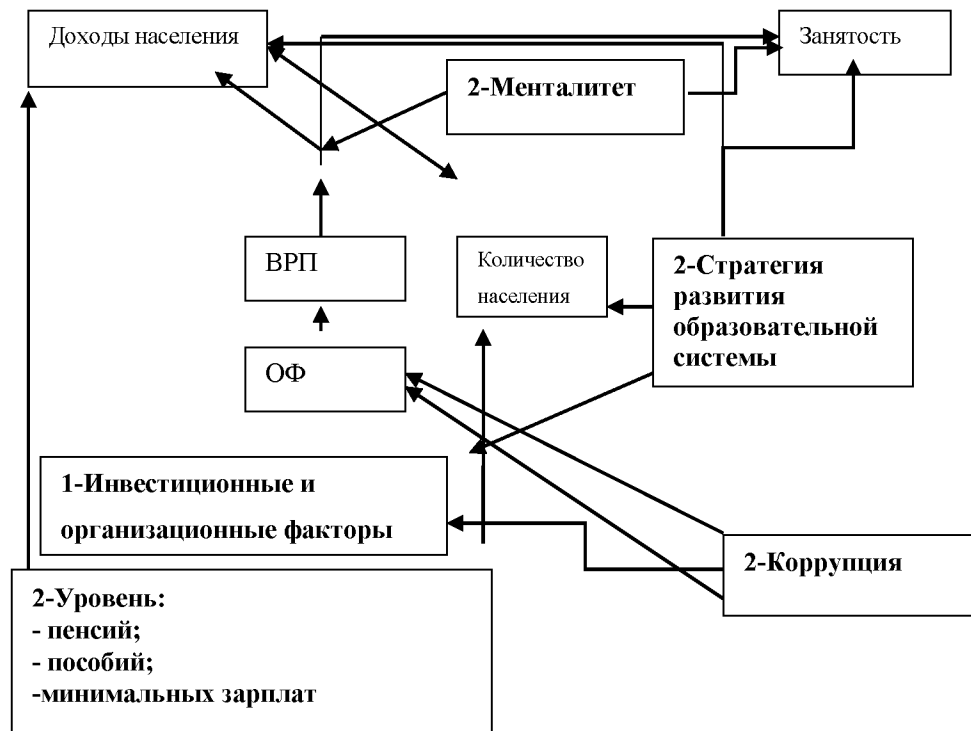 Доходы населения
Занятость
2-Менталитет
ВРП
Количество
населения
2-Стратегия
развития
образовательной
системы
ОФ
1-Инвестиционные и
организационные факторы
2-Коррупция
2-Уровень:
- пенсий;
- пособий;
-минимальных зарплат